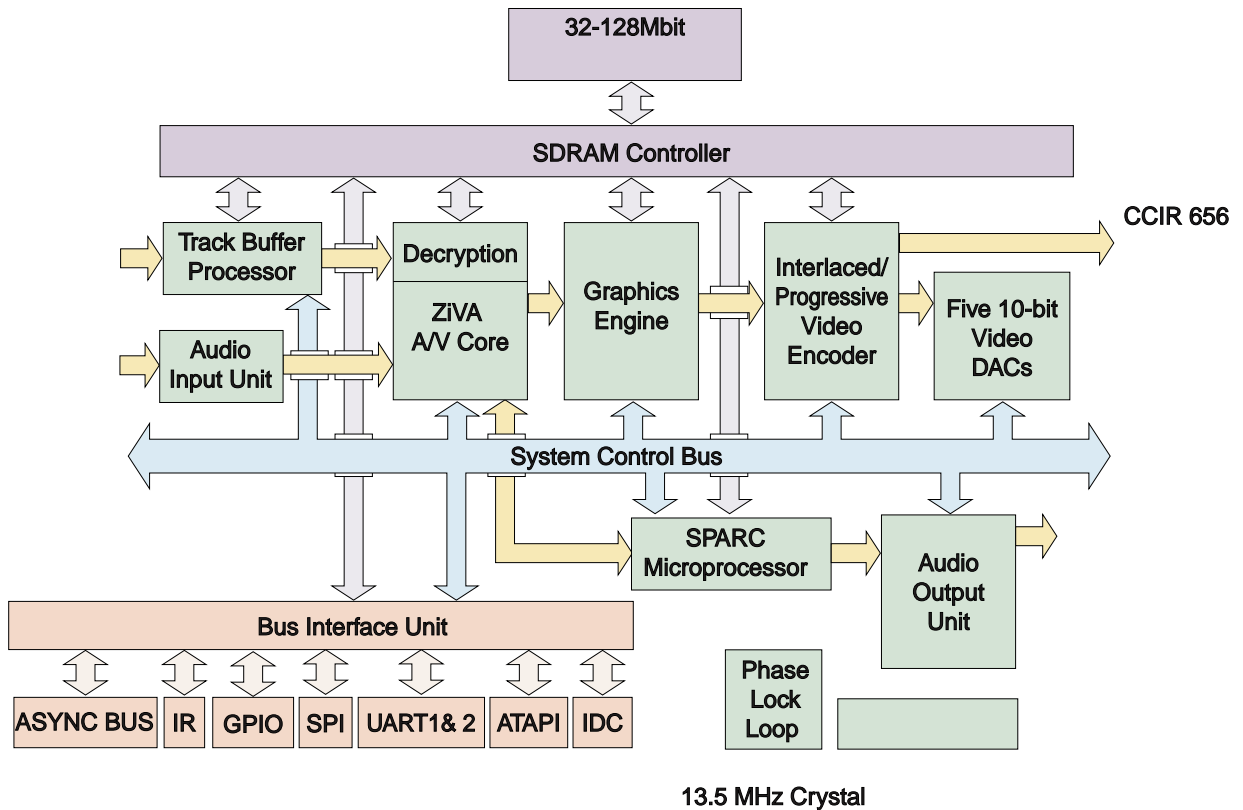 32-128Mbit
SDRAM Controller
CCIR 656
Track Buffer
Processor
Decryption
ZiVA
A/V Core
Graphics
Engine
Interlaced/
Progressive
Video
Encoder
Five 10-bit
Video
DACs
Audio
Input Unit
System Control Bus
SPARC
Microprocessor
Audio
Output
Unit
Bus Interface Unit
Phase
Lock
Loop
ASYNC BUS
IR
GPIO
SPI
UART1& 2
ATAPI
IDC
13.5 MHz Crystal